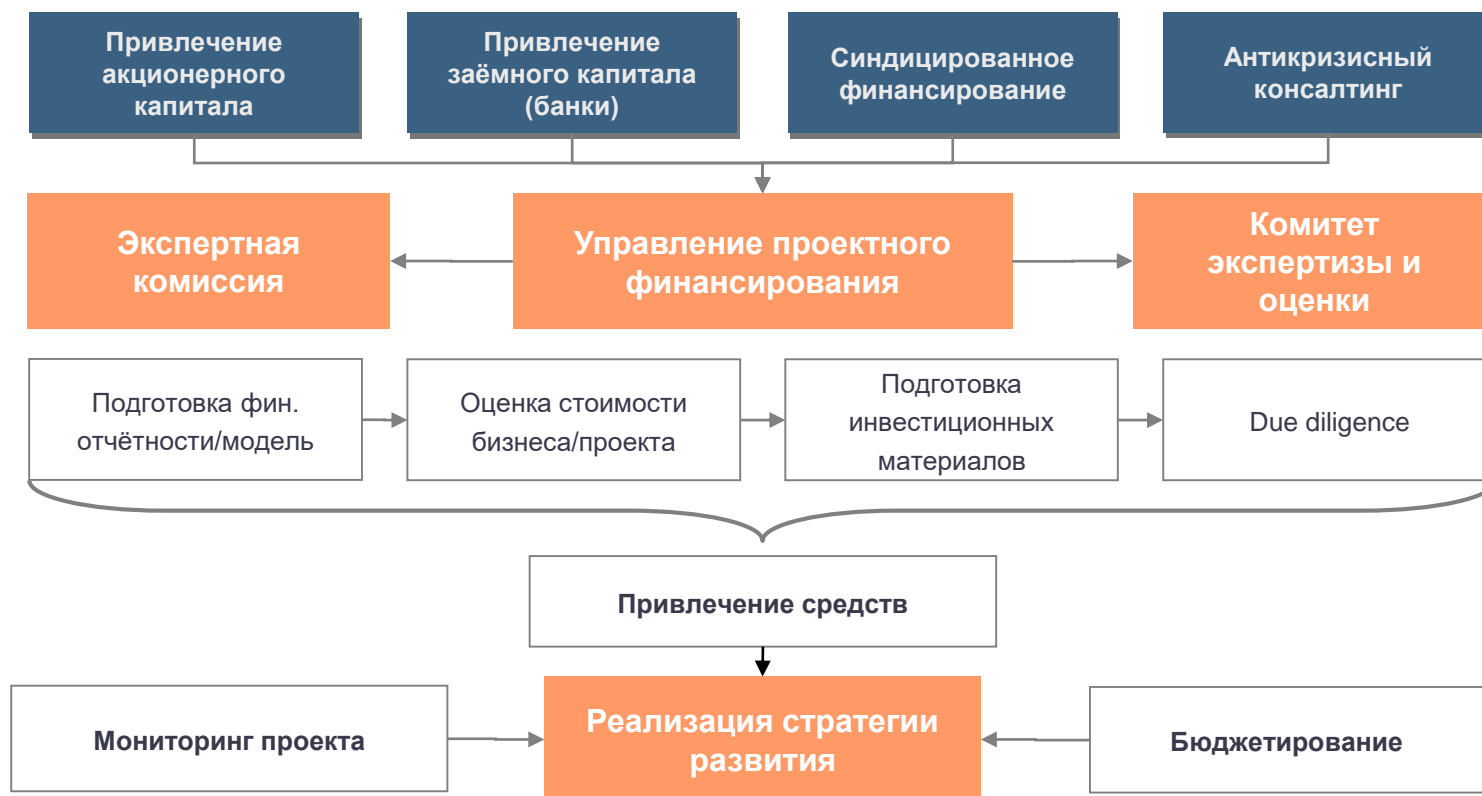 Привлечение
акционерного
капитала
Привлечение
заёмного капитала
(банки)
Синдицированное
финансирование
Антикризисный
консалтинг
Экспертная
комиссия
Управление проектного
финансирования
Комитет
экспертизы и
оценки
Подготовка фин.
отчётности/модель
Оценка стоимости
бизнеса/проекта
Подготовка
инвестиционных
материалов
Due diligence
Привлечение средств
Мониторинг проекта
Реализация стратегии
развития
Бюджетирование